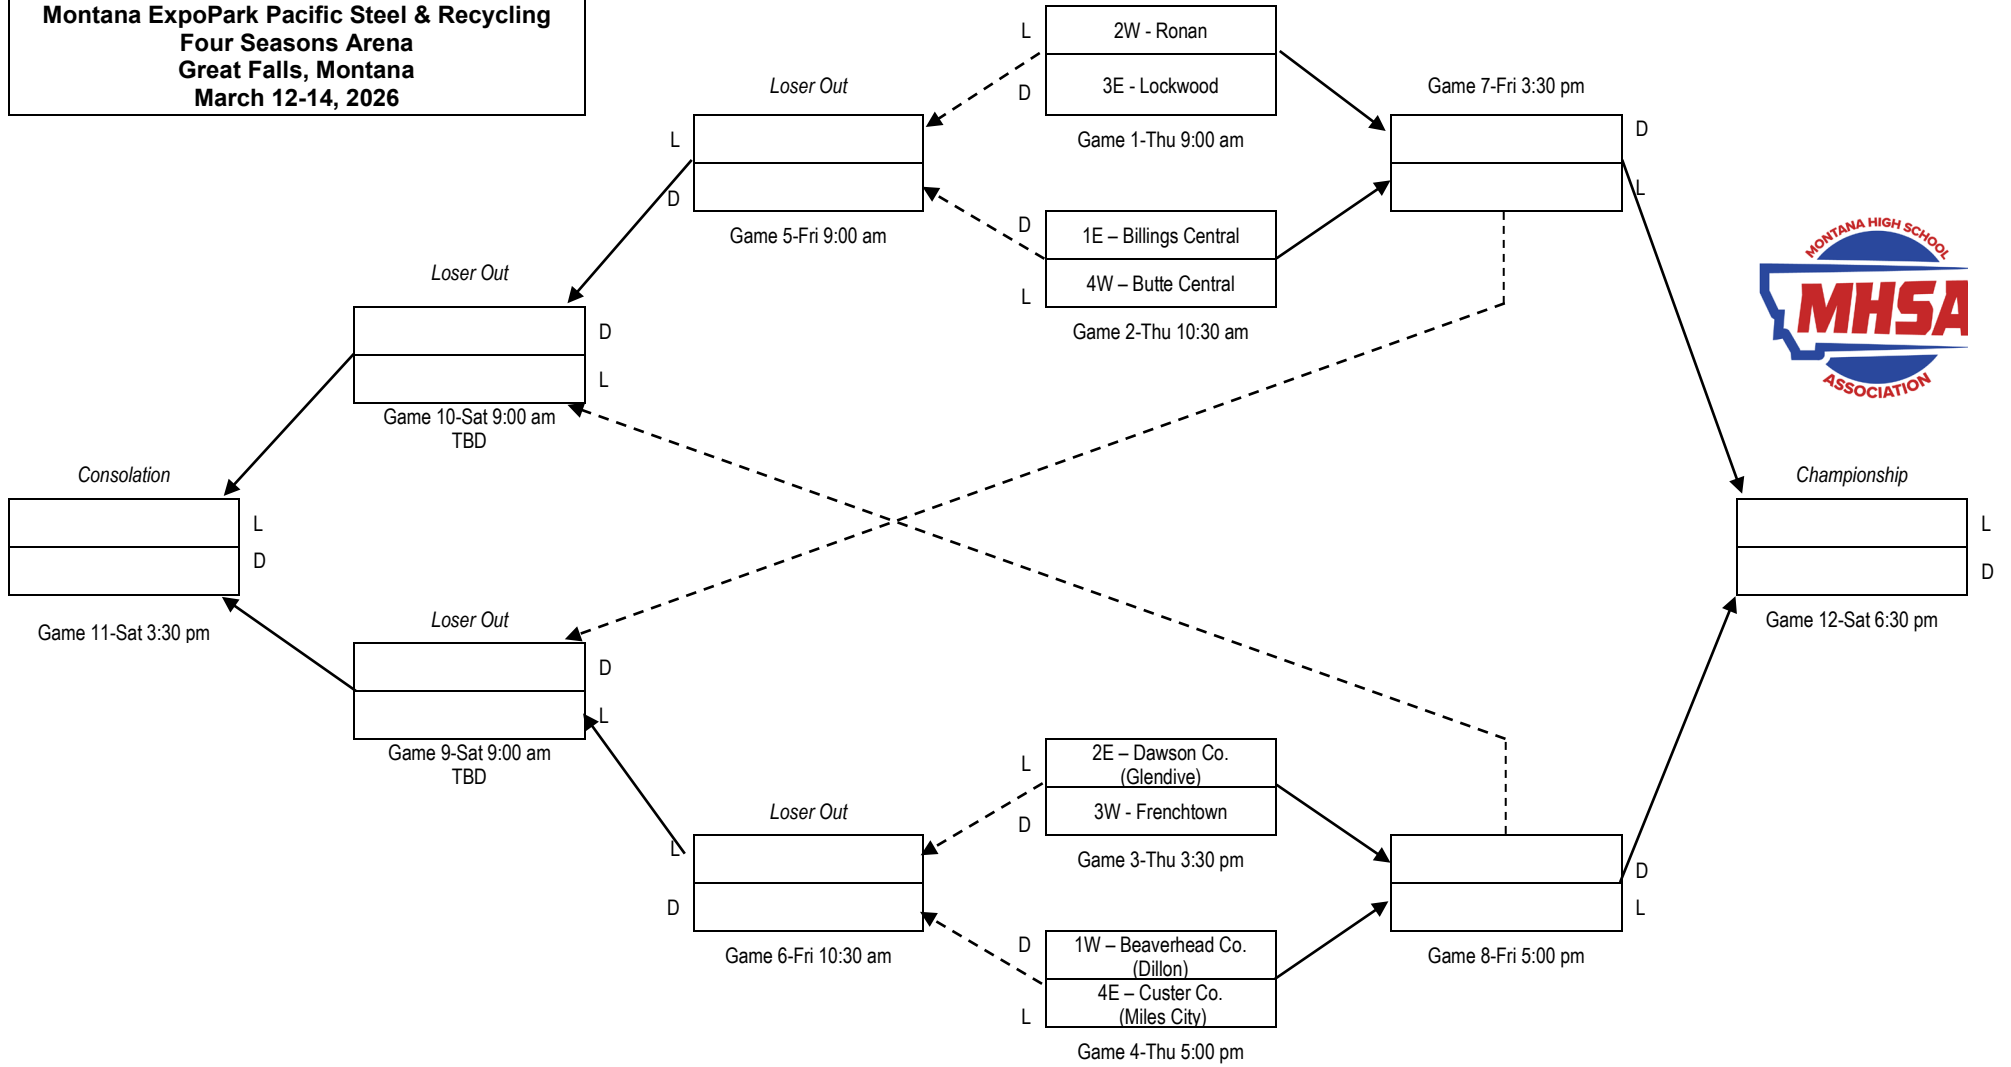 Montana ExpoPark Pacific Steel & Recycling
Four Seasons Arena
Great Falls, Montana
March 12-14, 2026
L
2W - Ronan
D
3E - Lockwood
Game 1-Thu 9:00 am
Loser Out
L
D
Game 5-Fri 9:00 am
Game 7-Fri 3:30 pm
D
L
D
1E – Billings Central
L
4W – Butte Central
Game 2-Thu 10:30 am
MONTANA HIGH SCHOOL
MHSA
ASSOCIATION
Loser Out
D
L
Game 10-Sat 9:00 am
TBD
Consolation
L
D
Game 11-Sat 3:30 pm
Championship
L
D
Game 12-Sat 6:30 pm
Loser Out
D
L
Game 9-Sat 9:00 am
TBD
L
2E – Dawson Co.
(Glendive)
D
3W - Frenchtown
Game 3-Thu 3:30 pm
Loser Out
L
D
Game 6-Fri 10:30 am
D
L
Game 8-Fri 5:00 pm
D
1W – Beaverhead Co.
(Dillon)
L
4E – Custer Co.
(Miles City)
Game 4-Thu 5:00 pm